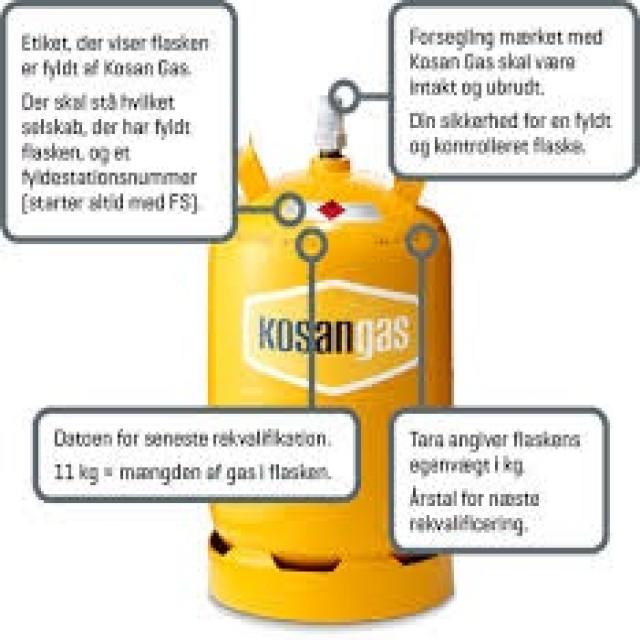 Etiket, der viser flasken
er fyldt af Kosan Gas.
Der skal stå hvilket
selskab, der har fyldt
flasken, og et
fyldestationsnummer
(starter altid med FS).
Forsegling mærket med
Kosan Gas skal være
intakt og ubrudt.
Din sikkerhed for en fyldt
og kontrolleret flaske.
kosangas
Datoen for seneste rekvalifikation.
11 kg = mængden af gas i flasken.
Tara angiver flaskens
egenvægt i kg.
Årstal for næste
rekvalificering.